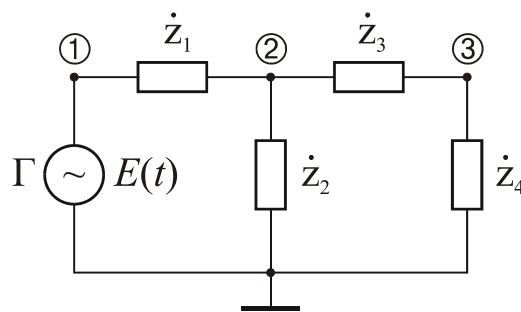 ① ż₁ ② ż₃ ③
Г ~ E(t) ż₂ ż₄